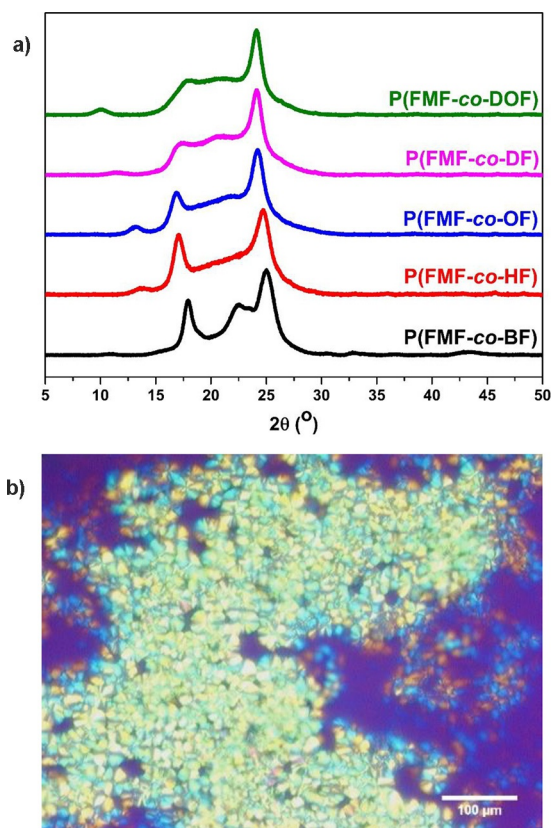 a)
P(FMF-co-DOF)
P(FMF-co-DF)
P(FMF-co-OF)
P(FMF-co-HF)
P(FMF-co-BF)
5 10 15 20 25 30 35 40 45 50
2θ (°)
b)
100 µm